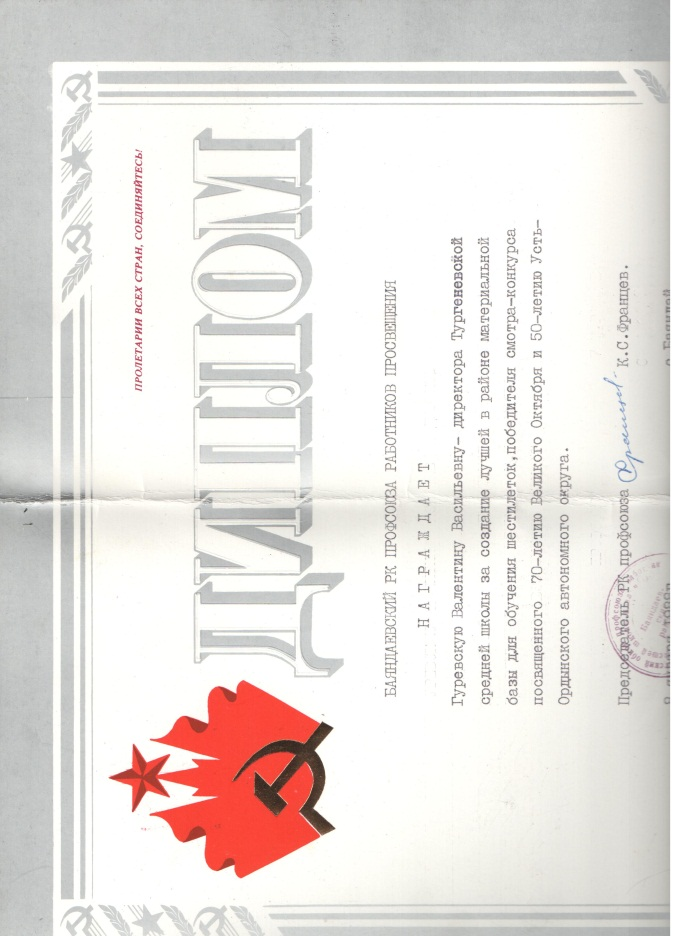 ПРОЛЕТАРИИ ВСЕХ СТРАН, СОЕДИНЯЙТЕСЬ!
ДИПЛОМ
БАЯНДАЕВСКИЙ РК ПРОФСОЮЗА РАБОТНИКОВ ПРОСВЕЩЕНИЯ
НАГРАЖДАЕТ
Гуревскую Валентину Васильевну- директора Тургеневской
средней школы за создание лучшей в районе материальной
базы для обучения шестилеток,победителя смотра-конкурса
посвященного 70-летию Великого Октября и 50-летию Усть-
Ордынского автономного округа.
Председатель РК профсоюза К.С.Францев.